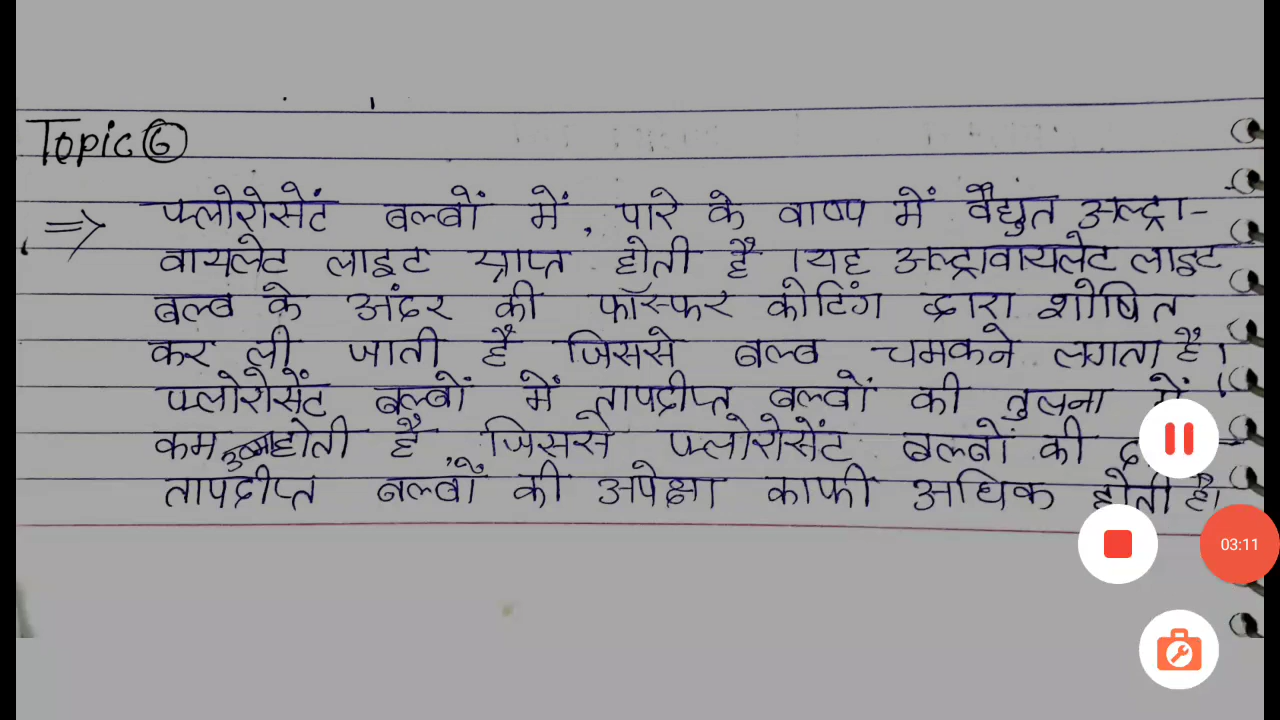 Topic ⑥
⇒ फ्लोरोसेंट बल्बों में, पारे के वाष्प में वैद्युत अल्ट्रा-
वायलेट लाइट प्राप्त होती है ।यह अल्ट्रावायलेट लाइट
बल्ब के अंदर की फॉस्फर कोटिंग द्वारा शोषित
कर ली जाती है जिससे बल्ब चमकने लगता है।
फ्लोरोसेंट बल्बों में तापदीप्त बल्बों की तुलना में
कम ऊष्मा होती है, जिससे फ्लोरोसेंट बल्बों की
तापदीप्त बल्बों की अपेक्षा काफी अधिक होती है।
03:11